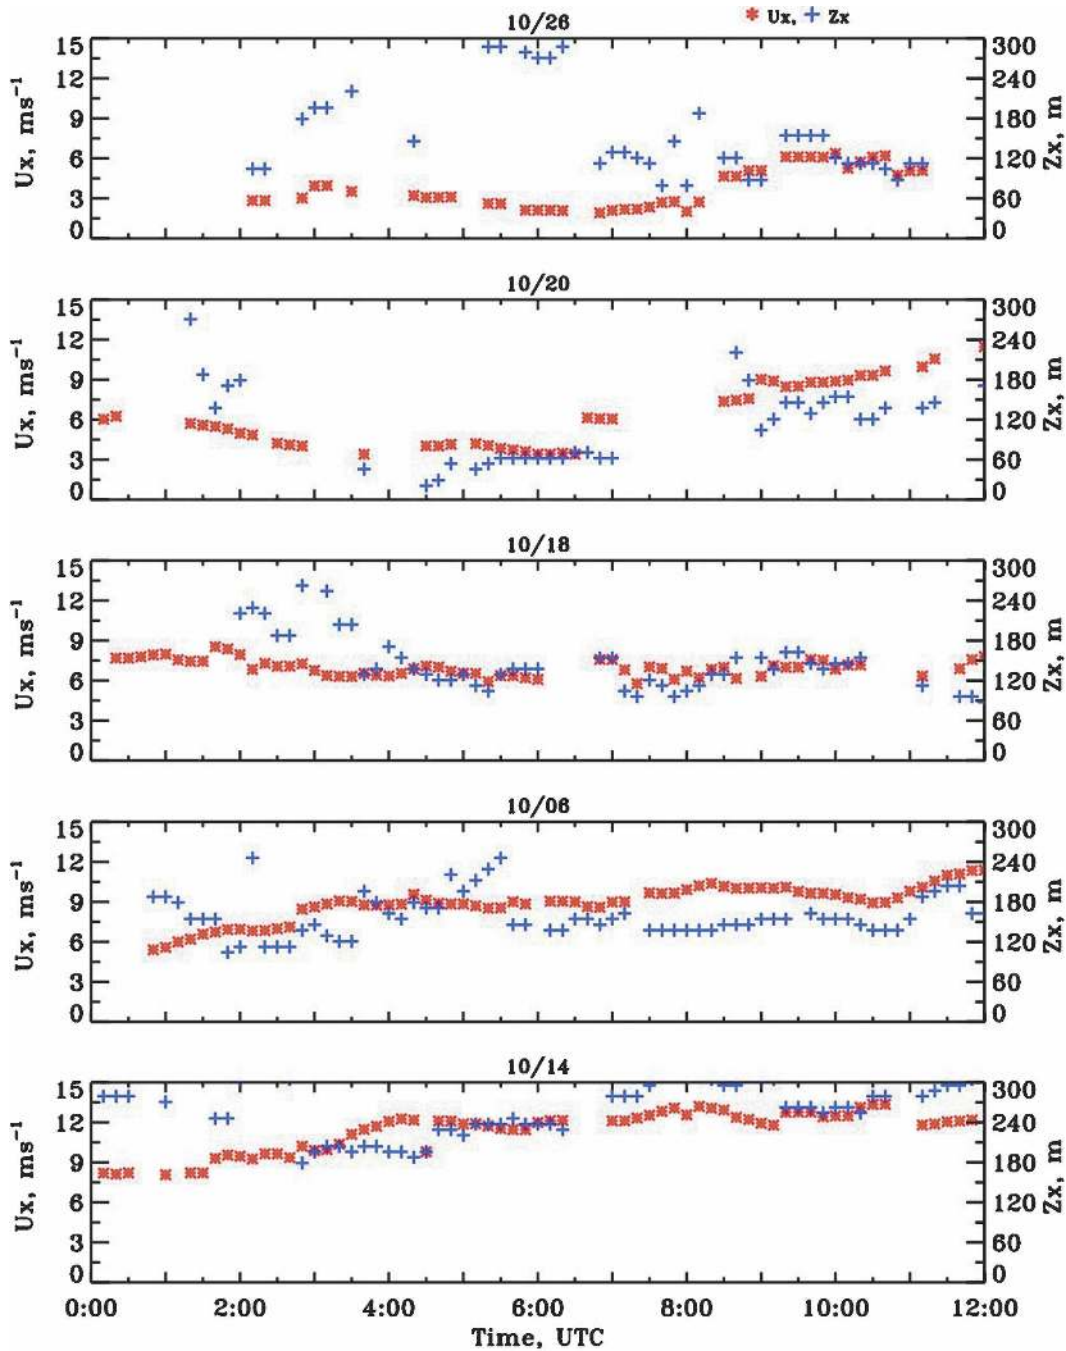 10/26
* Ux, + Zx
15 12 9 6 3 0
Ux, ms⁻¹
300 240 180 120 60 0
Zx, m
10/20
15 12 9 6 3 0
Ux, ms⁻¹
300 240 180 120 60 0
Zx, m
10/18
15 12 9 6 3 0
Ux, ms⁻¹
300 240 180 120 60 0
Zx, m
10/06
15 12 9 6 3 0
Ux, ms⁻¹
300 240 180 120 60 0
Zx, m
10/14
15 12 9 6 3 0
Ux, ms⁻¹
300 240 180 120 60 0
Zx, m
0:00 2:00 4:00 6:00 8:00 10:00 12:00
Time, UTC